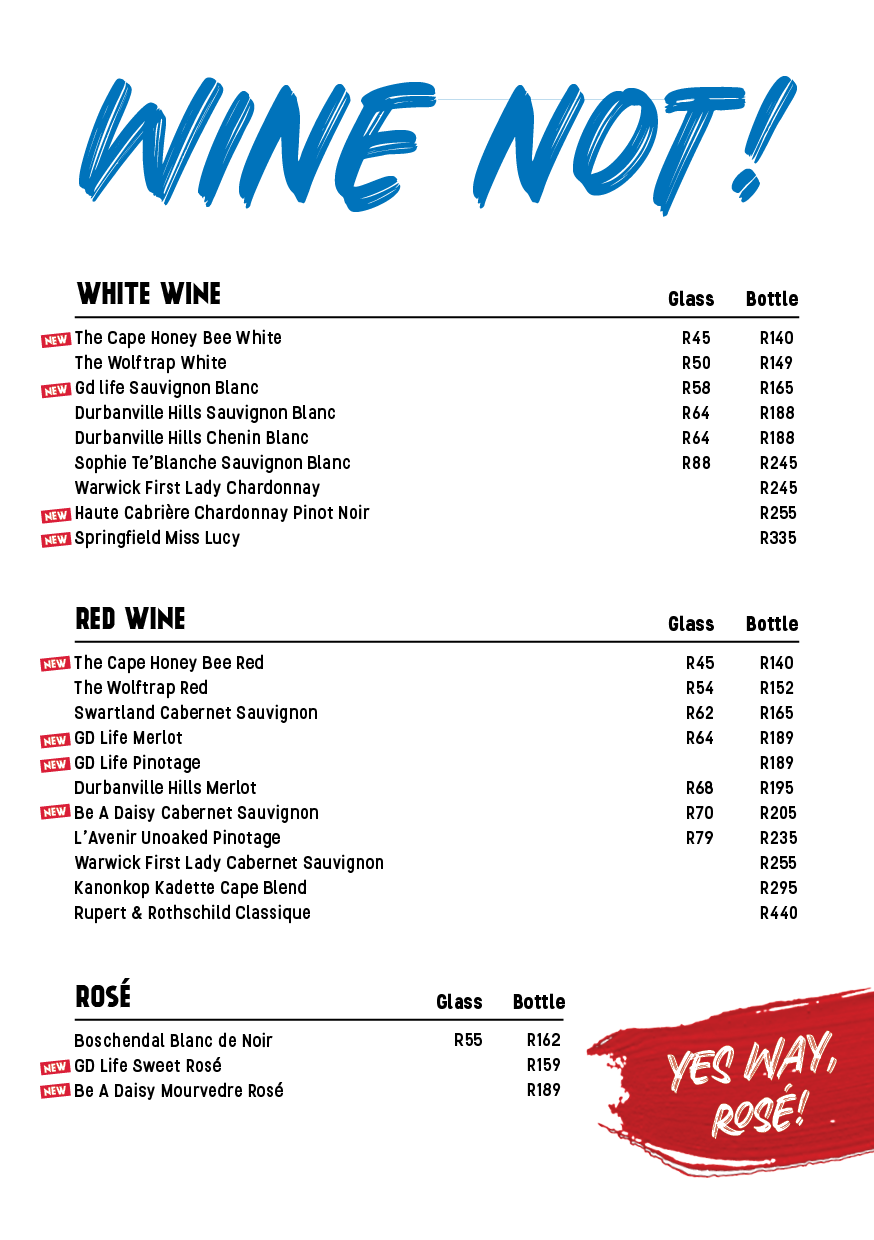 WINE NOT!
WHITE WINE Glass Bottle
NEW The Cape Honey Bee White R45 R140
The Wolftrap White R50 R149
NEW Gd life Sauvignon Blanc R58 R165
Durbanville Hills Sauvignon Blanc R64 R188
Durbanville Hills Chenin Blanc R64 R188
Sophie Te’Blanche Sauvignon Blanc R88 R245
Warwick First Lady Chardonnay R245
NEW Haute Cabrière Chardonnay Pinot Noir R255
NEW Springfield Miss Lucy R335
RED WINE Glass Bottle
NEW The Cape Honey Bee Red R45 R140
The Wolftrap Red R54 R152
Swartland Cabernet Sauvignon R62 R165
NEW GD Life Merlot R64 R189
NEW GD Life Pinotage R189
Durbanville Hills Merlot R68 R195
NEW Be A Daisy Cabernet Sauvignon R70 R205
L’Avenir Unoaked Pinotage R79 R235
Warwick First Lady Cabernet Sauvignon R255
Kanonkop Kadette Cape Blend R295
Rupert & Rothschild Classique R440
ROSÉ Glass Bottle
Boschendal Blanc de Noir R55 R162
NEW GD Life Sweet Rosé R159
NEW Be A Daisy Mourvedre Rosé R189
YES WAY,
ROSÉ!